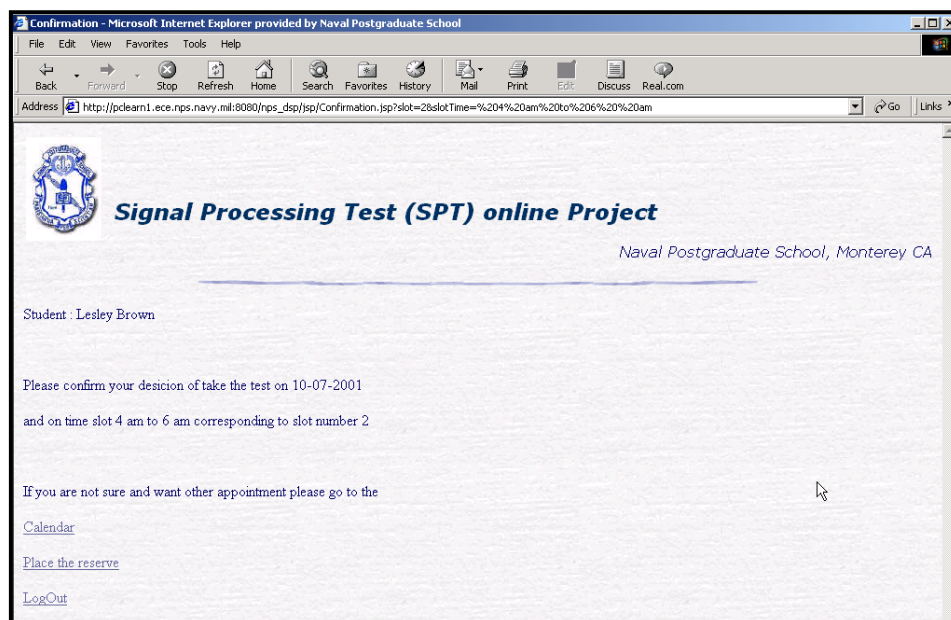 Confirmation - Microsoft Internet Explorer provided by Naval Postgraduate School
File Edit View Favorites Tools Help
Back Forward Stop Refresh Home Search Favorites History Mail Print Edit Discuss Real.com
Address http://pclearn1.ece.nps.navy.mil:8080/nps_dsp/jsp/Confirmation.jsp?slot=2&slotTime=%204%20am%20to%206%20%20am Go Links
Signal Processing Test (SPT) online Project
Naval Postgraduate School, Monterey CA
Student : Lesley Brown
Please confirm your desicion of take the test on 10-07-2001
and on time slot 4 am to 6 am corresponding to slot number 2
If you are not sure and want other appointment please go to the
Calendar
Place the reserve
LogOut